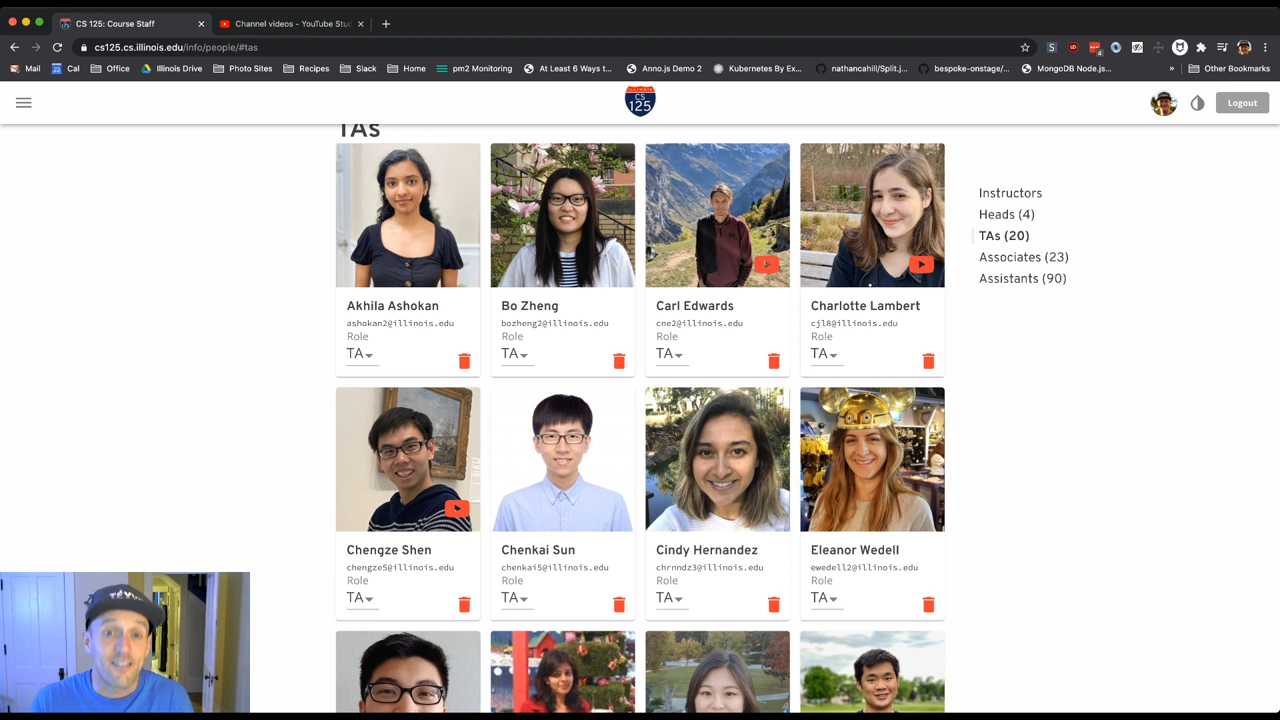 CS 125: Course Staff
Channel videos - YouTube Stud
cs125.cs.illinois.edu/info/people/#tas
Mail
Cal
Office
Illinois Drive
Photo Sites
Recipes
Slack
Home
pm2 Monitoring
At Least 6 Ways t...
Anno.js Demo 2
Kubernetes By Ex...
nathancahill/Split.j...
bespoke-onstage/...
MongoDB Node.js...
»
Other Bookmarks
ILLINOIS
CS
125
Logout
TAs
Instructors
Heads (4)
TAs (20)
Associates (23)
Assistants (90)
Akhila Ashokan
ashokan2@illinois.edu
Role
TA
Bo Zheng
bozheng2@illinois.edu
Role
TA
Carl Edwards
cne2@illinois.edu
Role
TA
Charlotte Lambert
cjl8@illinois.edu
Role
TA
Chengze Shen
chengze5@illinois.edu
Role
TA
Chenkai Sun
chenkai5@illinois.edu
Role
TA
Cindy Hernandez
chrnndz3@illinois.edu
Role
TA
Eleanor Wedell
ewedell2@illinois.edu
Role
TA